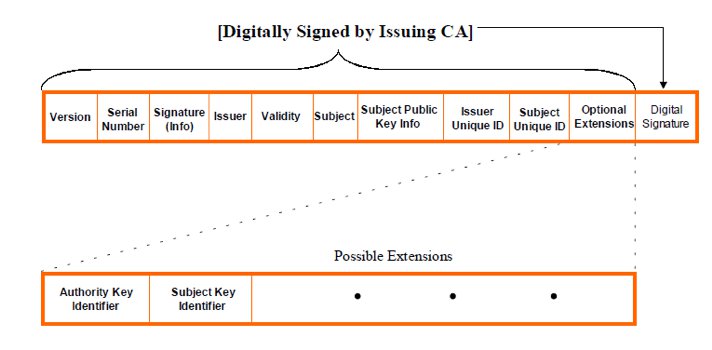 [Digitally Signed by Issuing CA]
Version
Serial
Number
Signature
(Info)
Issuer
Validity
Subject
Subject Public
Key Info
Issuer
Unique ID
Subject
Unique ID
Optional
Extensions
Digital
Signature
Possible Extensions
Authority Key
Identifier
Subject Key
Identifier